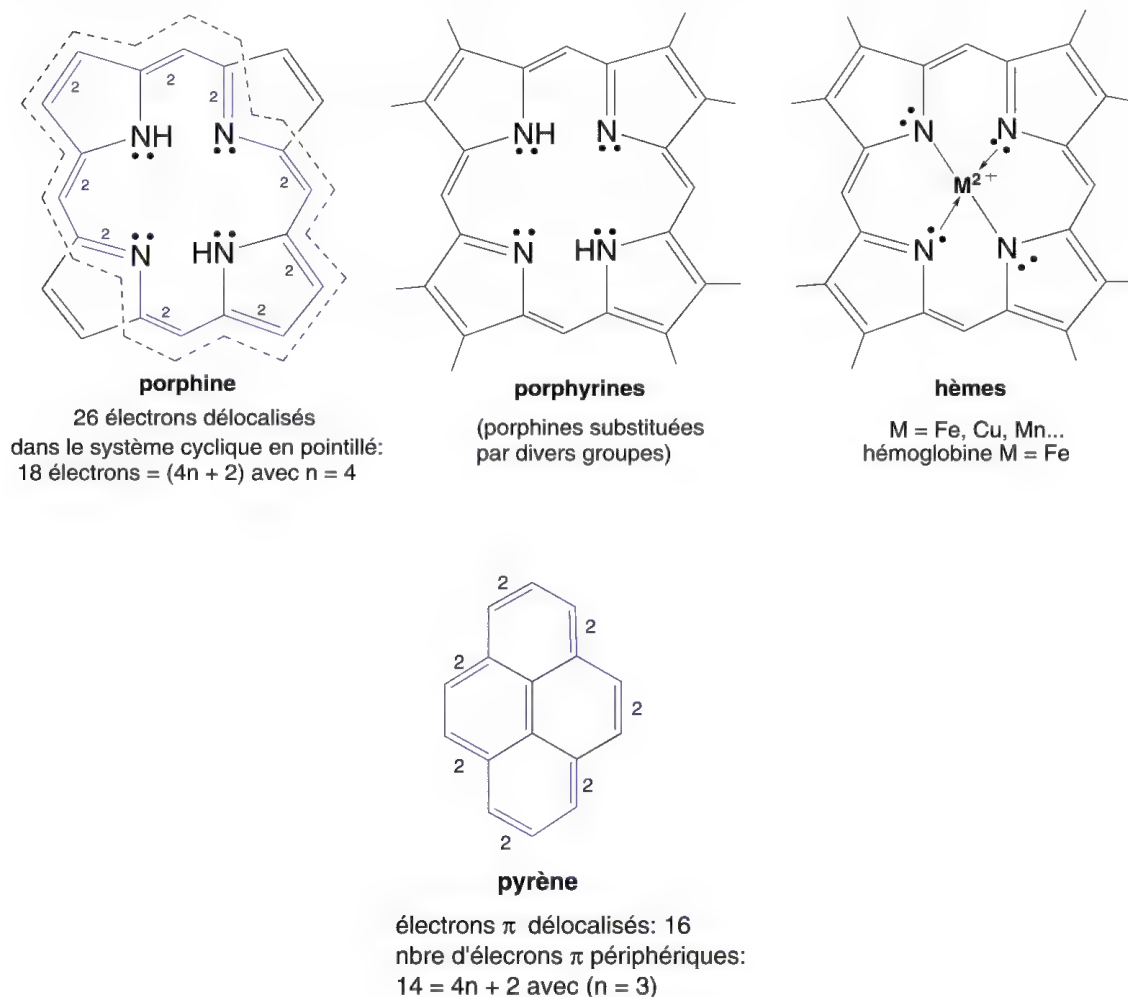 2
2
2
2
2
2
2
2
2
NH
N
N
HN
NH
N
N
HN
N
N
M2+
N
N
porphine
26 électrons délocalisés
dans le système cyclique en pointillé:
18 électrons = (4n + 2) avec n = 4
porphyrines
(porphines substituées
par divers groupes)
hèmes
M = Fe, Cu, Mn...
hémoglobine M = Fe
2
2
2
2
2
2
2
pyrène
électrons π délocalisés: 16
nbre d'élecrons π périphériques:
14 = 4n + 2 avec (n = 3)